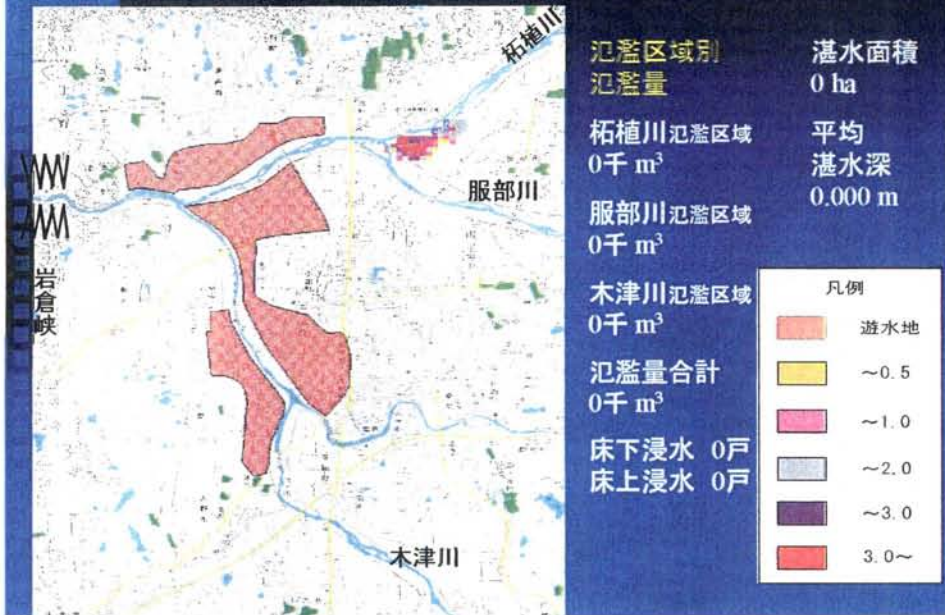 柘植川
服部川
岩倉峡
木津川
氾濫区域別
氾濫量
柘植川氾濫区域
0千 m³
服部川氾濫区域
0千 m³
木津川氾濫区域
0千 m³
氾濫量合計
0千 m³
床下浸水 0戸
床上浸水 0戸
湛水面積
0 ha
平均
湛水深
0.000 m
凡例
遊水地
～0.5
～1.0
～2.0
～3.0
3.0～